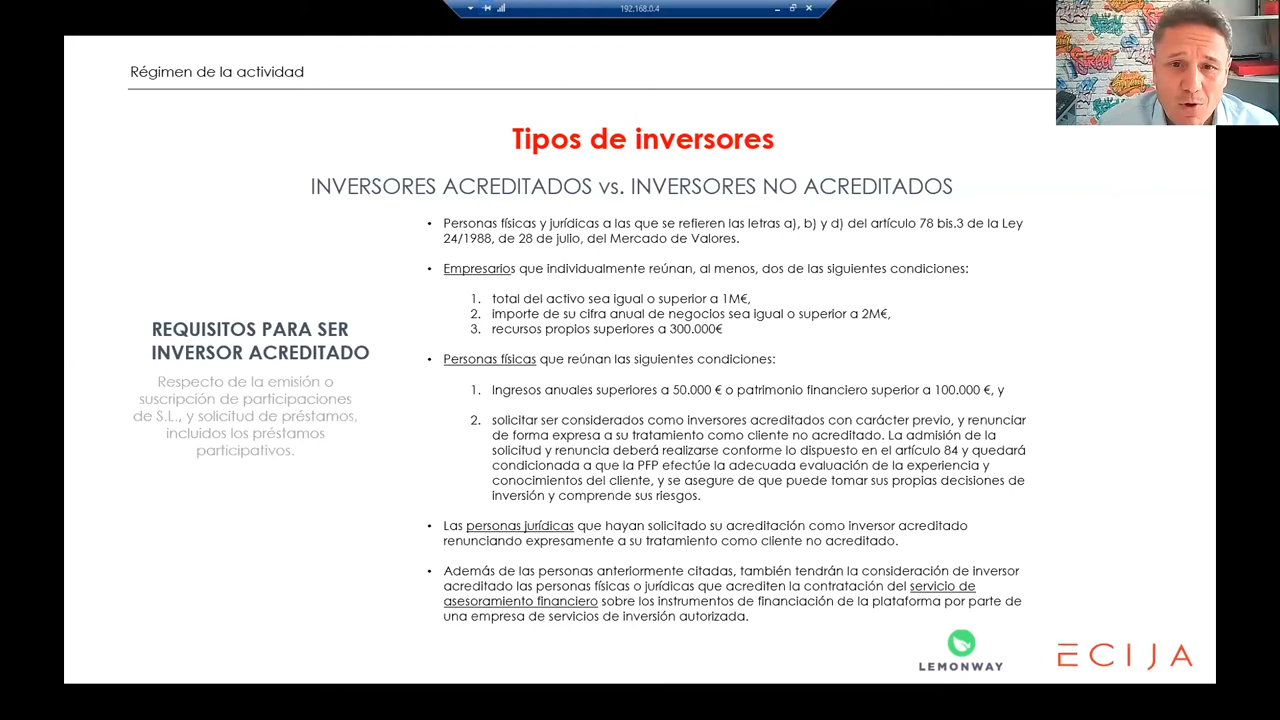 192.168.0.4
Régimen de la actividad
Tipos de inversores
INVERSORES ACREDITADOS vs. INVERSORES NO ACREDITADOS
• Personas físicas y jurídicas a las que se refieren las letras a), b) y d) del artículo 78 bis.3 de la Ley
24/1988, de 28 de julio, del Mercado de Valores.
• Empresarios que individualmente reúnan, al menos, dos de las siguientes condiciones:
1. total del activo sea igual o superior a 1M€,
2. importe de su cifra anual de negocios sea igual o superior a 2M€,
3. recursos propios superiores a 300.000€
REQUISITOS PARA SER
INVERSOR ACREDITADO
Respecto de la emisión o
suscripción de participaciones
de S.L., y solicitud de préstamos,
incluidos los préstamos
participativos.
• Personas físicas que reúnan las siguientes condiciones:
1. Ingresos anuales superiores a 50.000 € o patrimonio financiero superior a 100.000 €, y
2. solicitar ser considerados como inversores acreditados con carácter previo, y renunciar
de forma expresa a su tratamiento como cliente no acreditado. La admisión de la
solicitud y renuncia deberá realizarse conforme lo dispuesto en el artículo 84 y quedará
condicionada a que la PFP efectúe la adecuada evaluación de la experiencia y
conocimientos del cliente, y se asegure de que puede tomar sus propias decisiones de
inversión y comprende sus riesgos.
• Las personas jurídicas que hayan solicitado su acreditación como inversor acreditado
renunciando expresamente a su tratamiento como cliente no acreditado.
• Además de las personas anteriormente citadas, también tendrán la consideración de inversor
acreditado las personas físicas o jurídicas que acrediten la contratación del servicio de
asesoramiento financiero sobre los instrumentos de financiación de la plataforma por parte de
una empresa de servicios de inversión autorizada.
LEMONWAY
ECIJA